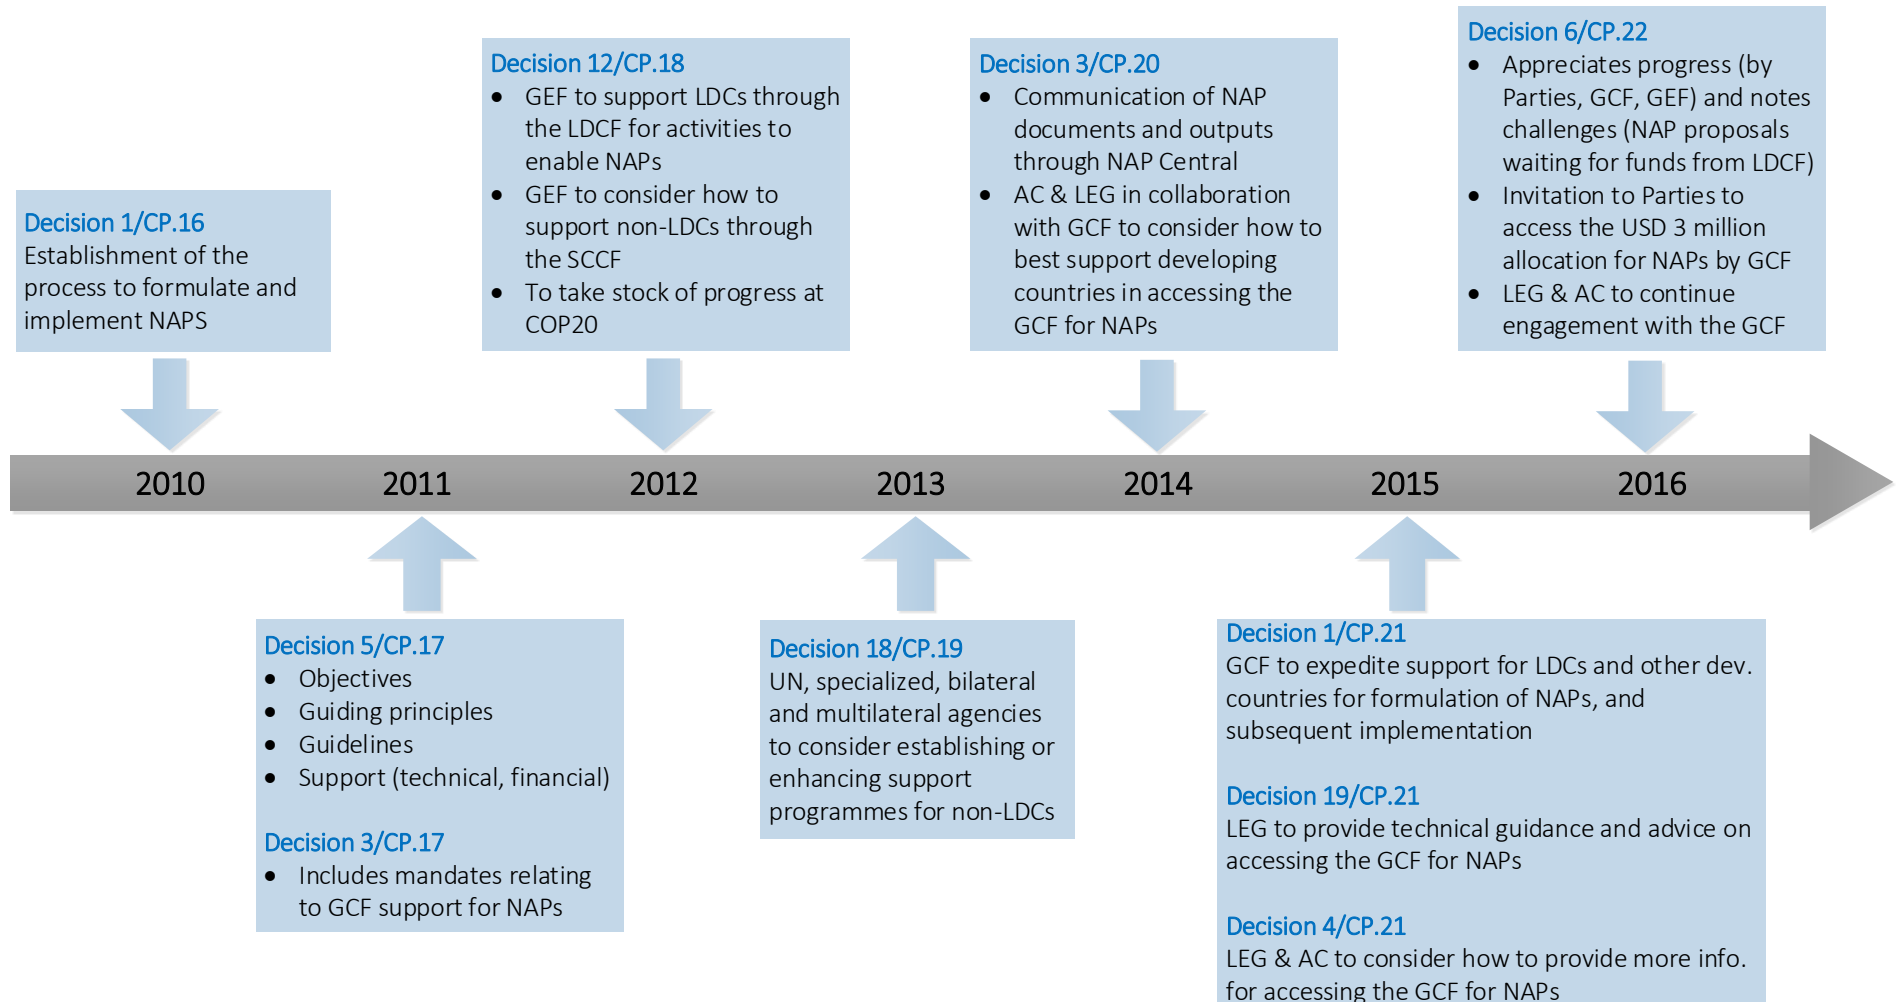 Decision 1/CP.16
Establishment of the
process to formulate and
implement NAPS
Decision 12/CP.18
• GEF to support LDCs through
the LDCF for activities to
enable NAPs
• GEF to consider how to
support non-LDCs through
the SCCF
• To take stock of progress at
COP20
Decision 3/CP.20
• Communication of NAP
documents and outputs
through NAP Central
• AC & LEG in collaboration
with GCF to consider how to
best support developing
countries in accessing the
GCF for NAPs
Decision 6/CP.22
• Appreciates progress (by
Parties, GCF, GEF) and notes
challenges (NAP proposals
waiting for funds from LDCF)
• Invitation to Parties to
access the USD 3 million
allocation for NAPs by GCF
• LEG & AC to continue
engagement with the GCF
2010 2011 2012 2013 2014 2015 2016
Decision 5/CP.17
• Objectives
• Guiding principles
• Guidelines
• Support (technical, financial)
Decision 3/CP.17
• Includes mandates relating
to GCF support for NAPs
Decision 18/CP.19
UN, specialized, bilateral
and multilateral agencies
to consider establishing or
enhancing support
programmes for non-LDCs
Decision 1/CP.21
GCF to expedite support for LDCs and other dev.
countries for formulation of NAPs, and
subsequent implementation
Decision 19/CP.21
LEG to provide technical guidance and advice on
accessing the GCF for NAPs
Decision 4/CP.21
LEG & AC to consider how to provide more info.
for accessing the GCF for NAPs